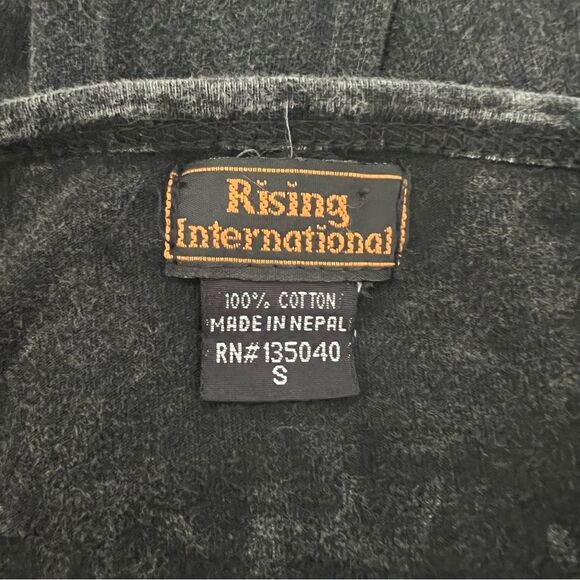 Rising
International
100% COTTON
MADE IN NEPAL
RN#135040
S